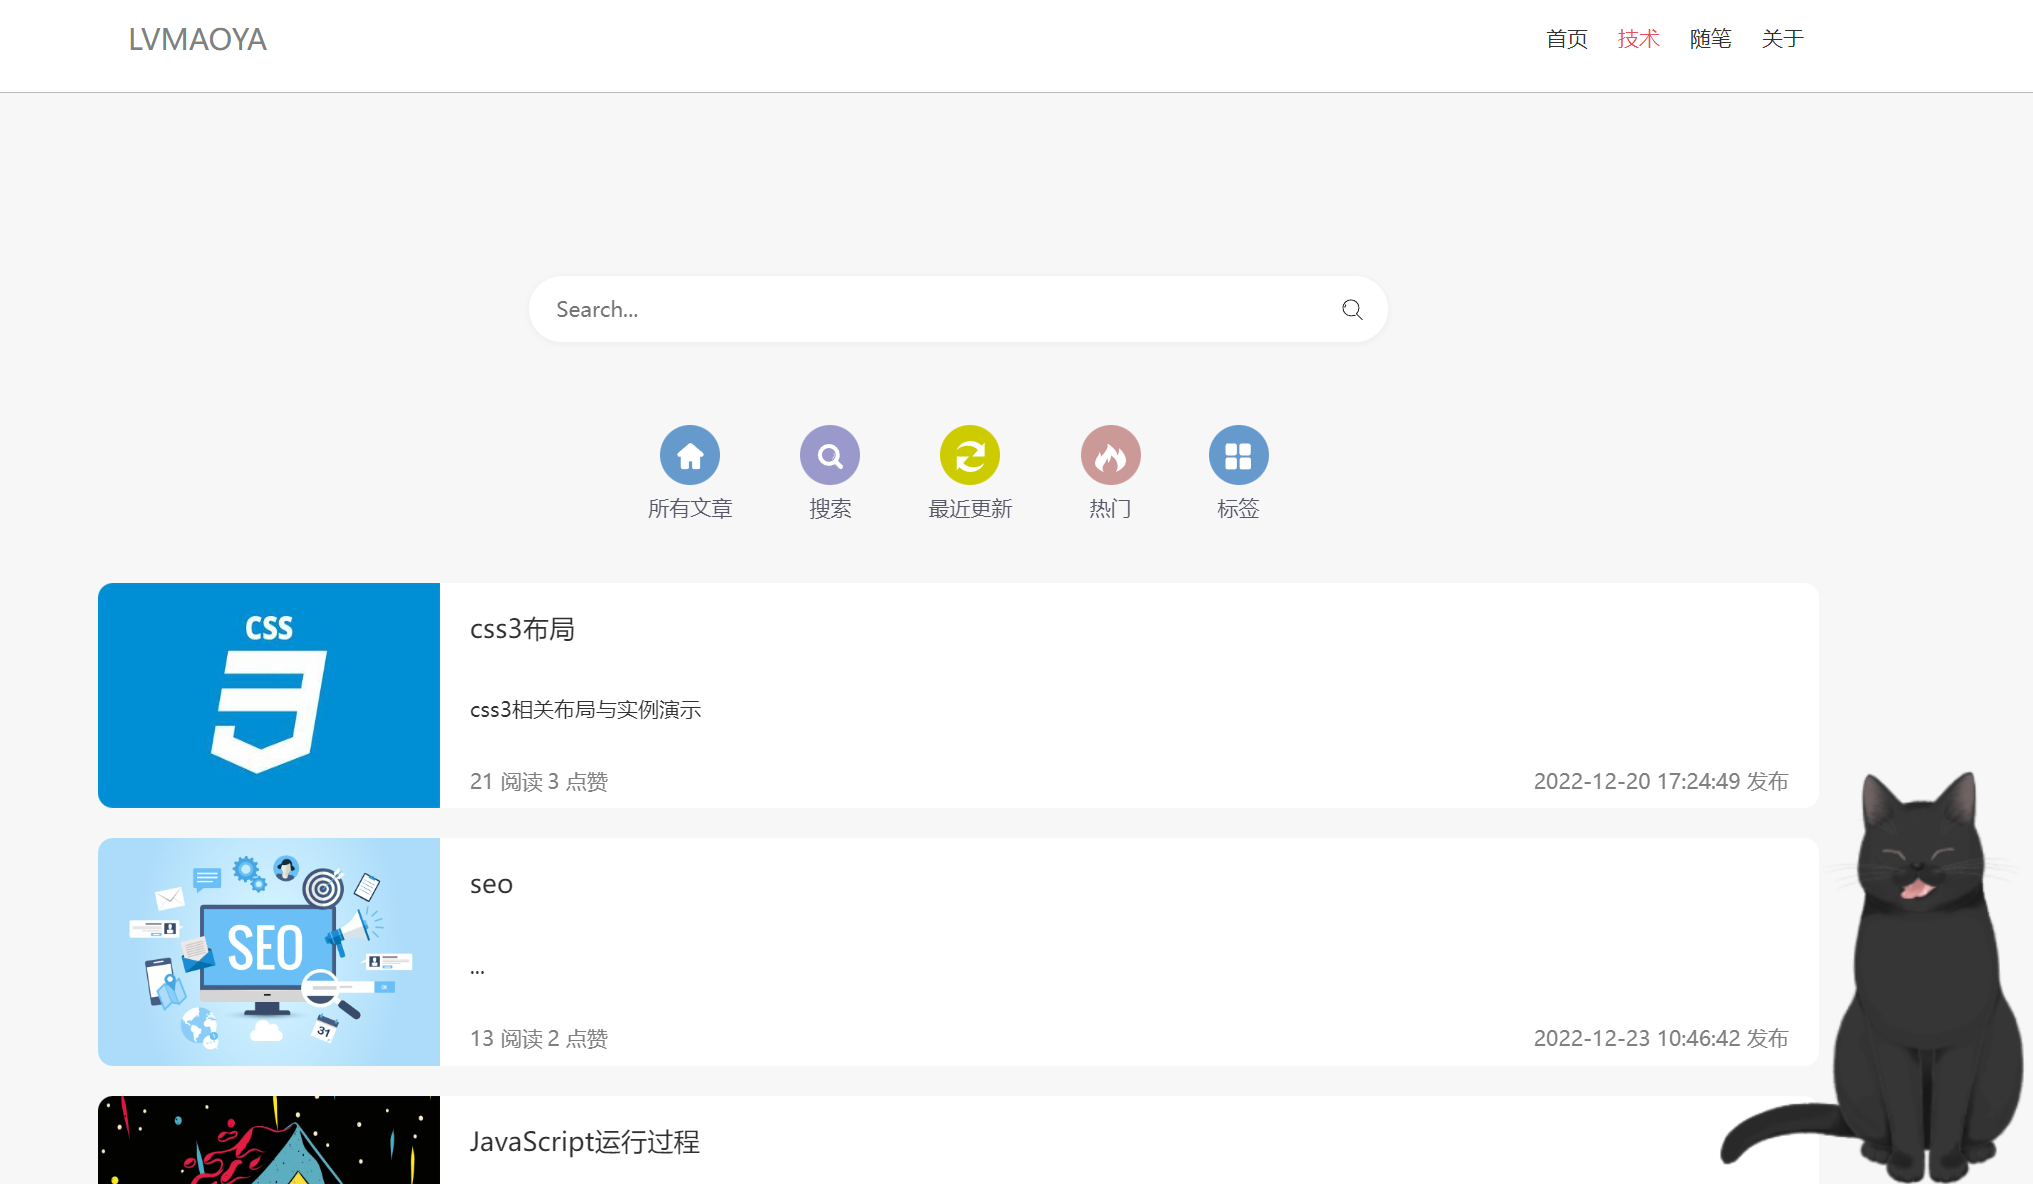 LVMAOYA
首页 技术 随笔 关于
Search...
所有文章 搜索 最近更新 热门 标签
CSS
css3布局
css3相关布局与实例演示
21 阅读 3 点赞
2022-12-20 17:24:49 发布
SEO
31
seo
...
13 阅读 2 点赞
2022-12-23 10:46:42 发布
JavaScript运行过程